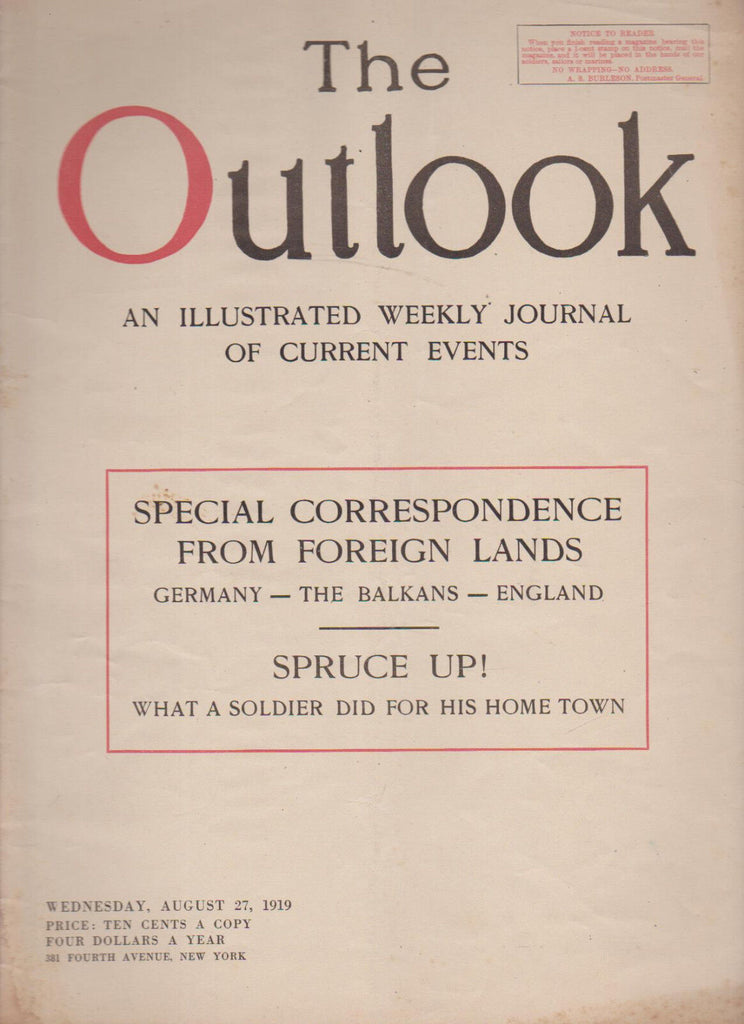 The
Outlook
NOTICE TO READER
When you finish reading a magazine bearing this
notice, place a 1-cent stamp on this notice, mail the
magazine, and it will be placed in the hands of our
soldiers, sailors or marines.
NO WRAPPING—NO ADDRESS.
A. S. BURLESON, Postmaster General.
AN ILLUSTRATED WEEKLY JOURNAL
OF CURRENT EVENTS
SPECIAL CORRESPONDENCE
FROM FOREIGN LANDS
GERMANY — THE BALKANS — ENGLAND
SPRUCE UP!
WHAT A SOLDIER DID FOR HIS HOME TOWN
WEDNESDAY, AUGUST 27, 1919
PRICE: TEN CENTS A COPY
FOUR DOLLARS A YEAR
381 FOURTH AVENUE, NEW YORK